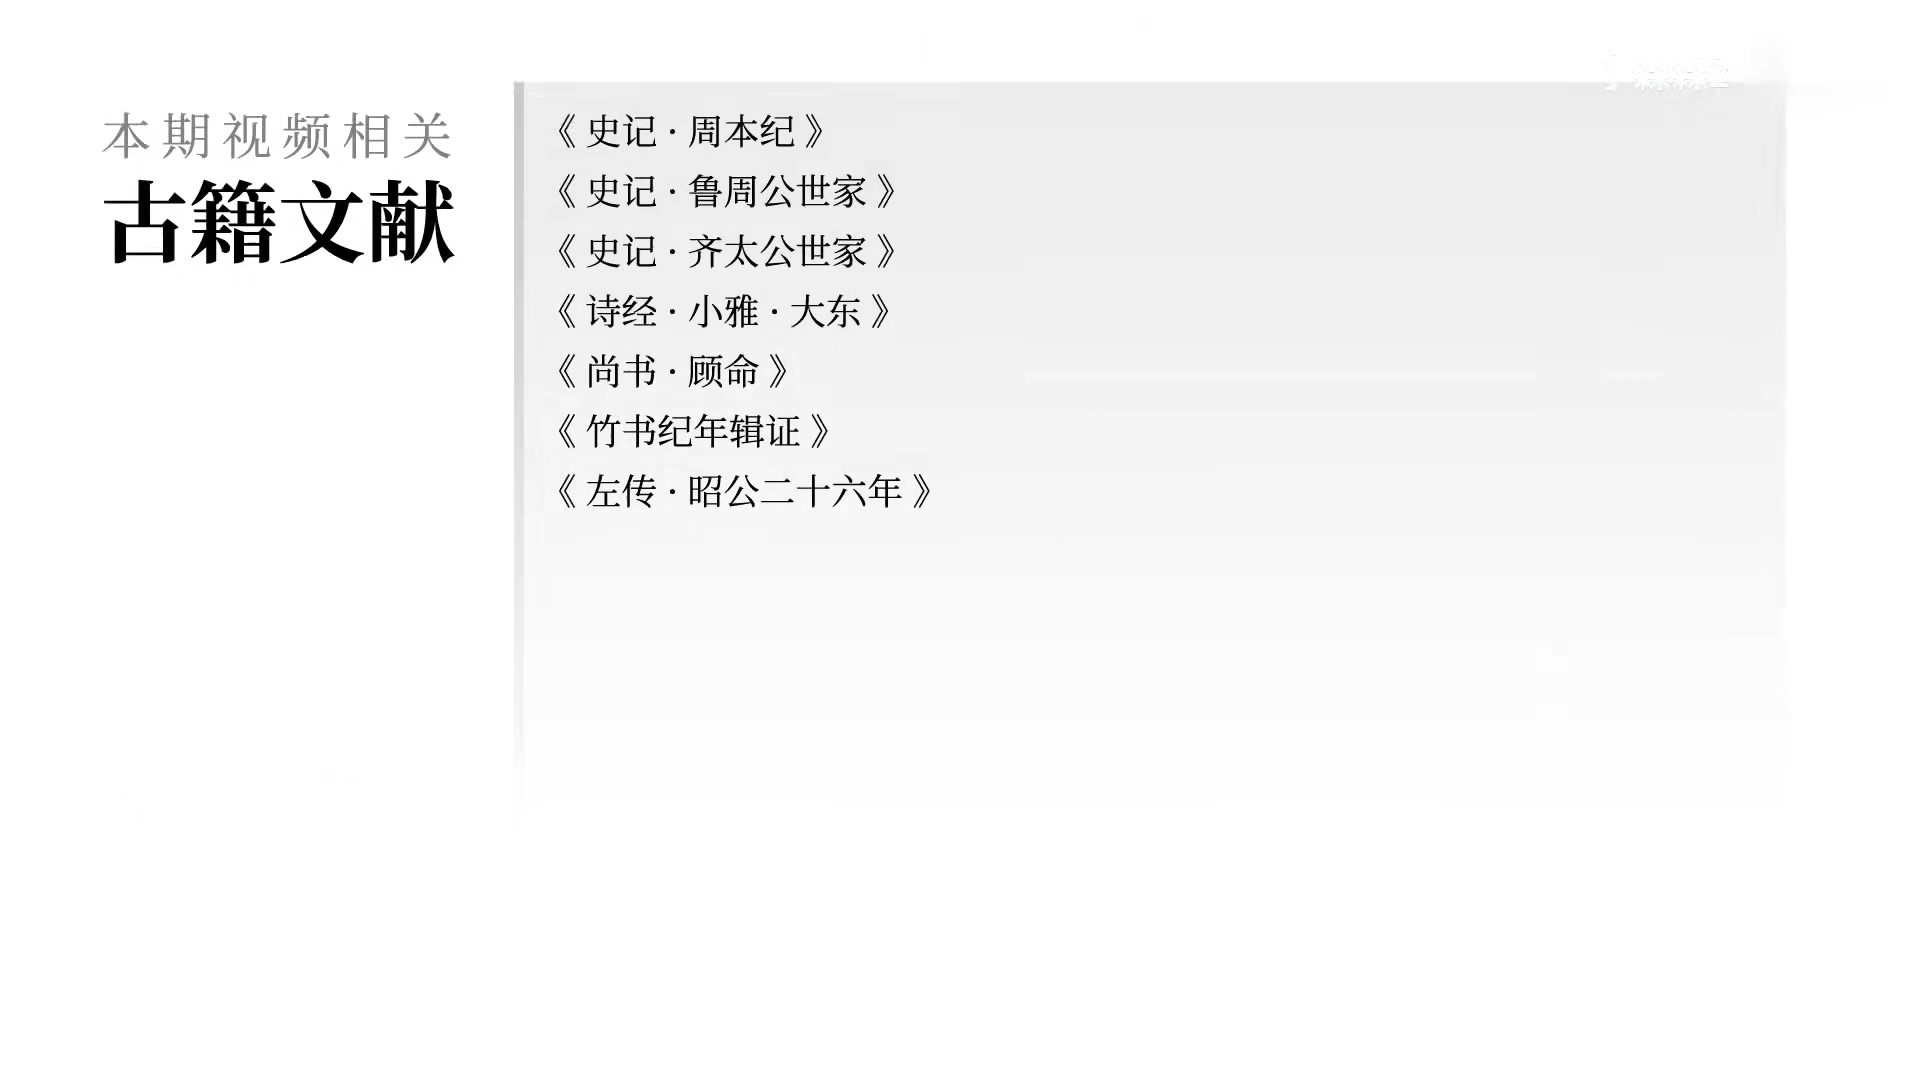 本期视频相关
古籍文献
《 史记 · 周本纪 》
《 史记 · 鲁周公世家 》
《 史记 · 齐太公世家 》
《 诗经 · 小雅 · 大东 》
《 尚书 · 顾命 》
《 竹书纪年辑证 》
《 左传 · 昭公二十六年 》